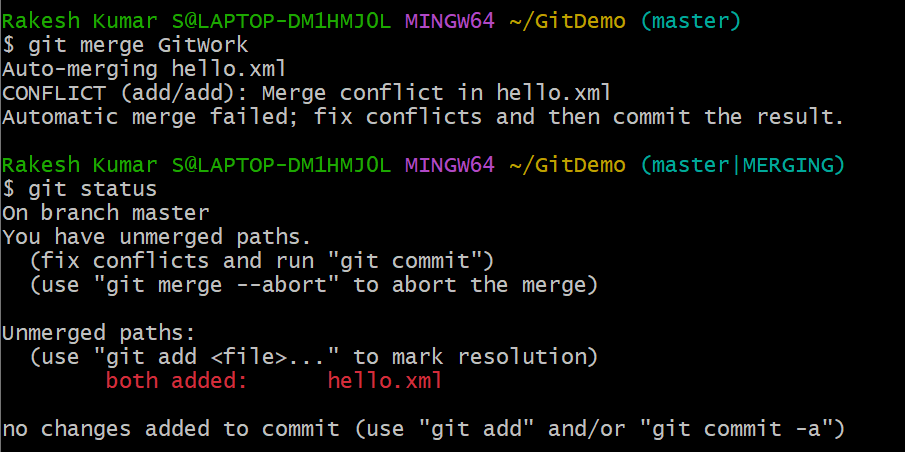 Rakesh Kumar S@LAPTOP-DM1HMJ0L MINGW64 ~/GitDemo (master)
$ git merge GitWork
Auto-merging hello.xml
CONFLICT (add/add): Merge conflict in hello.xml
Automatic merge failed; fix conflicts and then commit the result.
Rakesh Kumar S@LAPTOP-DM1HMJ0L MINGW64 ~/GitDemo (master|MERGING)
$ git status
On branch master
You have unmerged paths.
  (fix conflicts and run "git commit")
  (use "git merge --abort" to abort the merge)
Unmerged paths:
  (use "git add <file>..." to mark resolution)
        both added:      hello.xml
no changes added to commit (use "git add" and/or "git commit -a")